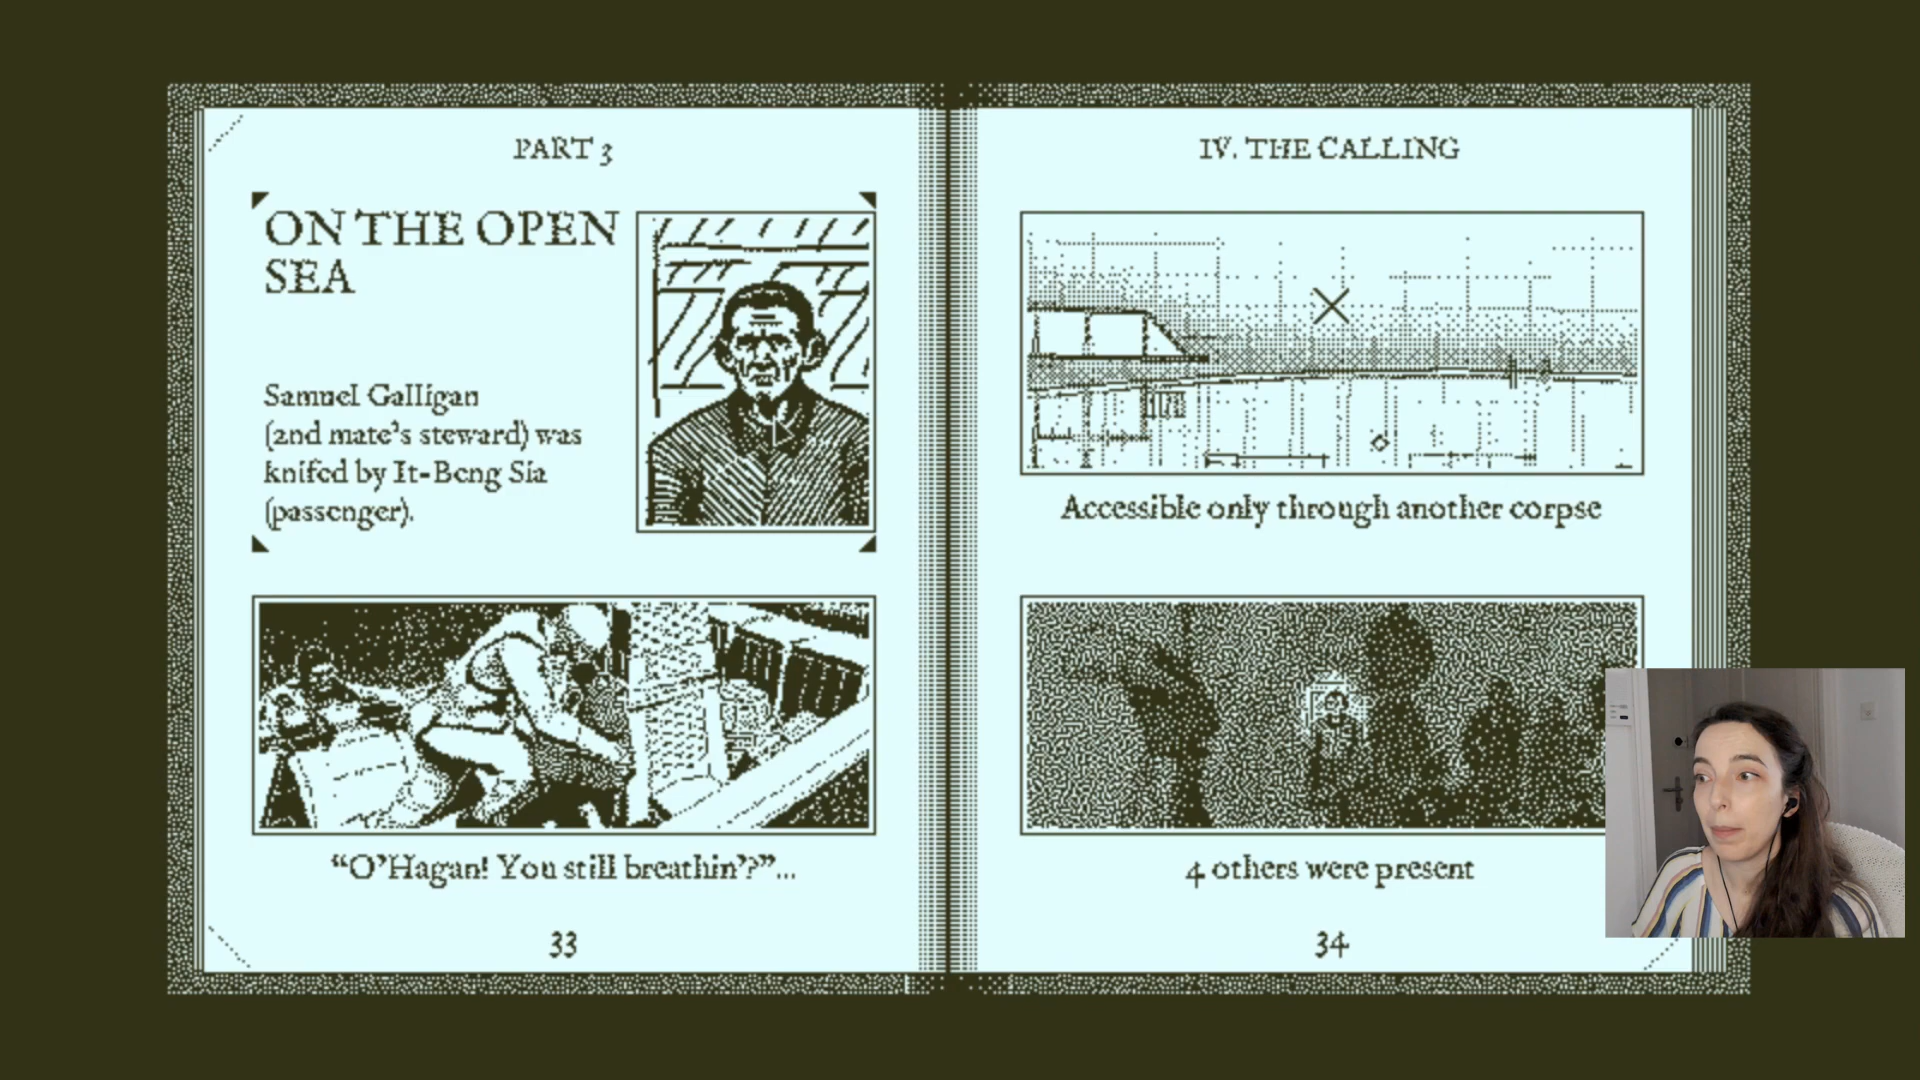 PART 3
ON THE OPEN
SEA
Samuel Galligan
(2nd mate's steward) was
knifed by It-Beng Sia
(passenger).
"O'Hagan! You still breathin'?"...
33
IV. THE CALLING
Accessible only through another corpse
4 others were present
34